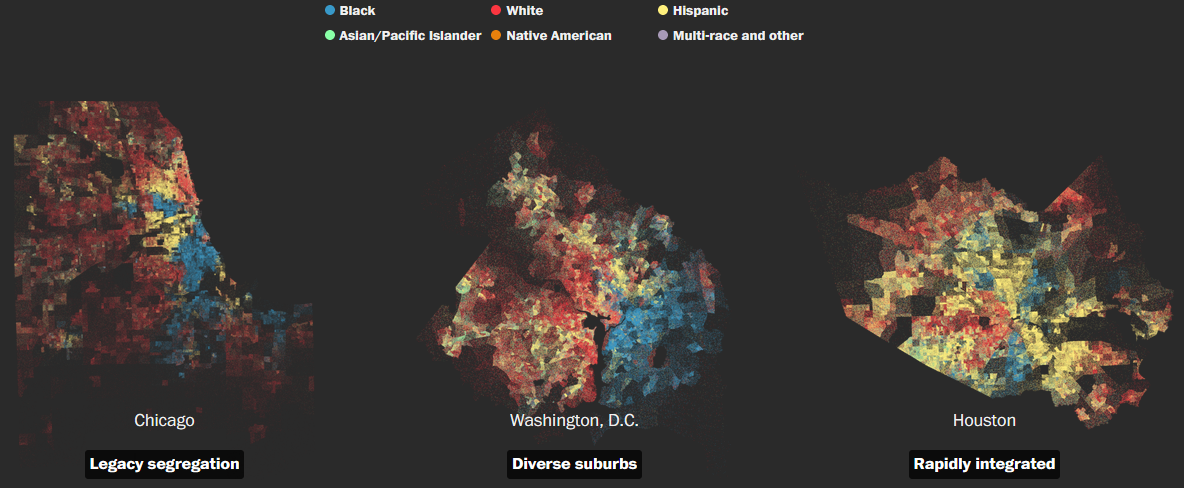 Black White Hispanic
Asian/Pacific Islander Native American Multi-race and other
Chicago Washington, D.C. Houston
Legacy segregation Diverse suburbs Rapidly integrated